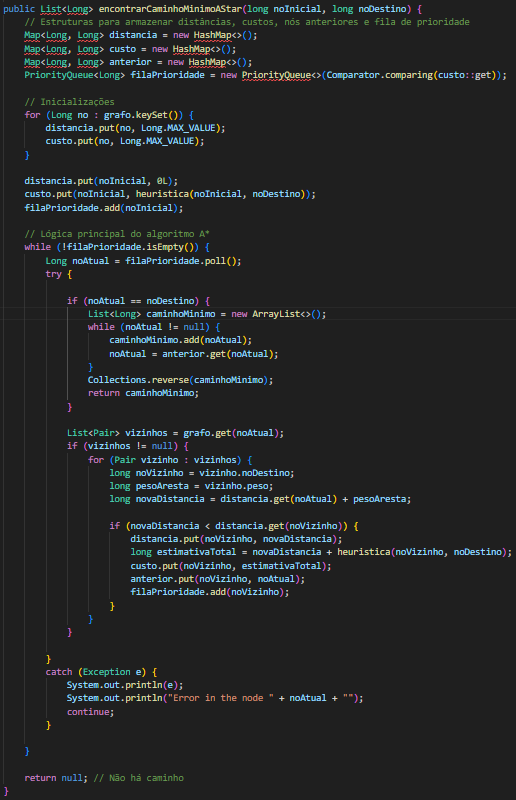 public List<Long> encontrarCaminhoMinimoAStar(long noInicial, long noDestino) {
// Estruturas para armazenar distâncias, custos, nós anteriores e fila de prioridade
Map<Long, Long> distancia = new HashMap<>();
Map<Long, Long> custo = new HashMap<>();
Map<Long, Long> anterior = new HashMap<>();
PriorityQueue<Long> filaPrioridade = new PriorityQueue<>(Comparator.comparing(custo::get));
// Inicializações
for (Long no : grafo.keySet()) {
distancia.put(no, Long.MAX_VALUE);
custo.put(no, Long.MAX_VALUE);
}
distancia.put(noInicial, 0L);
custo.put(noInicial, heuristica(noInicial, noDestino));
filaPrioridade.add(noInicial);
// Lógica principal do algoritmo A*
while (!filaPrioridade.isEmpty()) {
Long noAtual = filaPrioridade.poll();
try {
if (noAtual == noDestino) {
List<Long> caminhoMinimo = new ArrayList<>();
while (noAtual != null) {
caminhoMinimo.add(noAtual);
noAtual = anterior.get(noAtual);
}
Collections.reverse(caminhoMinimo);
return caminhoMinimo;
}
List<Pair> vizinhos = grafo.get(noAtual);
if (vizinhos != null) {
for (Pair vizinho : vizinhos) {
long noVizinho = vizinho.noDestino;
long pesoAresta = vizinho.peso;
long novaDistancia = distancia.get(noAtual) + pesoAresta;
if (novaDistancia < distancia.get(noVizinho)) {
distancia.put(noVizinho, novaDistancia);
long estimativaTotal = novaDistancia + heuristica(noVizinho, noDestino);
custo.put(noVizinho, estimativaTotal);
anterior.put(noVizinho, noAtual);
filaPrioridade.add(noVizinho);
}
}
}
}
catch (Exception e) {
System.out.println(e);
System.out.println("Error in the node " + noAtual + "");
continue;
}
}
return null; // Não há caminho
}